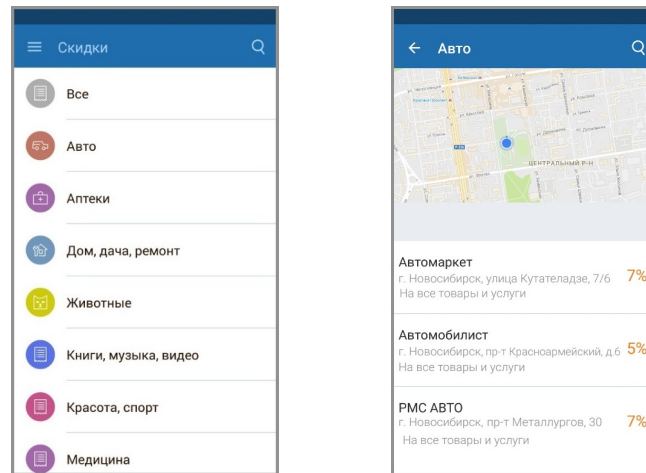 Скидки
Все
Авто
Аптеки
Дом, дача, ремонт
Животные
Книги, музыка, видео
Красота, спорт
Медицина
Авто
ЦЕНТРАЛЬНЫЙ Р-Н
Автомаркет
г. Новосибирск, улица Кутателадзе, 7/6
7%
На все товары и услуги
Автомобилист
г. Новосибирск, пр-т Красноармейский, д.6
5%
На все товары и услуги
РМС АВТО
г. Новосибирск, пр-т Металлургов, 30
7%
На все товары и услуги